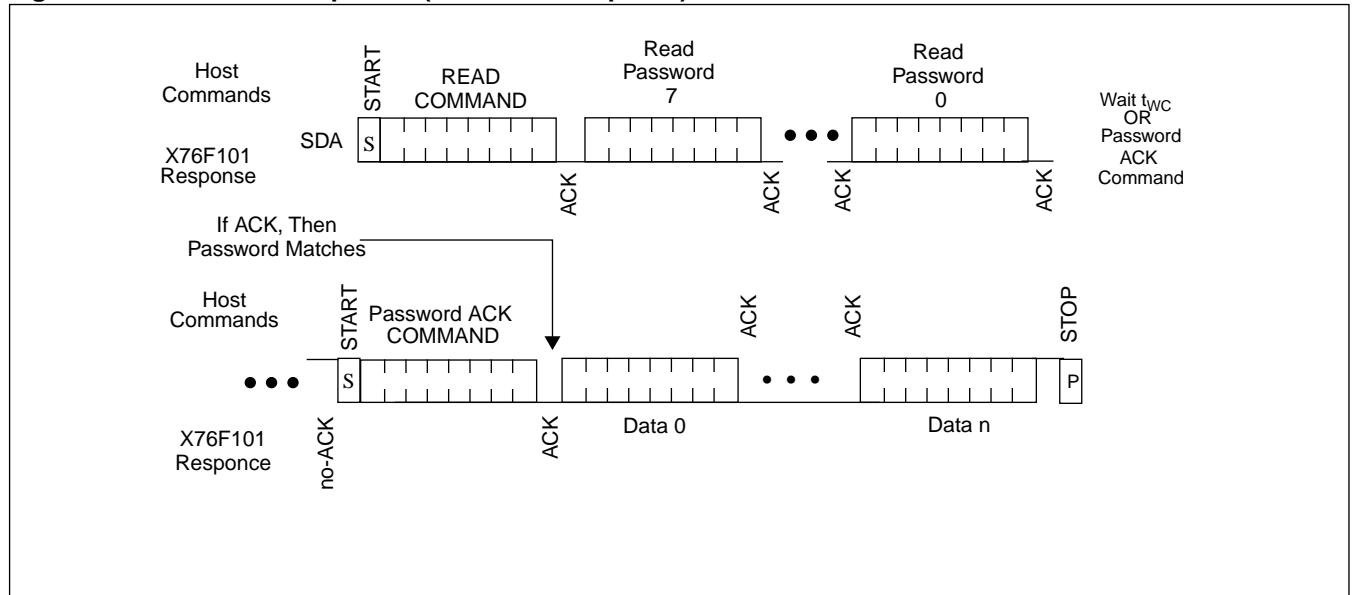 Host
Commands
START
READ
COMMAND
Read
Password
7
Read
Password
0
Wait tWC
OR
Password
ACK
Command
SDA
S
X76F101
Response
ACK
ACK
ACK
ACK
If ACK, Then
Password Matches
Host
Commands
START
Password ACK
COMMAND
ACK
ACK
STOP
S
P
X76F101
Responce
no-ACK
ACK
Data 0
Data n